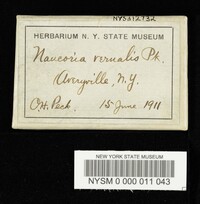 NYSf2732
HERBARIUM N. Y. STATE MUSEUM
Naucoria vernalis Pk.
Averyville, N.Y.
C.H. Peck. 15 June 1911
NEW YORK STATE MUSEUM
NYSM 0 000 011 043